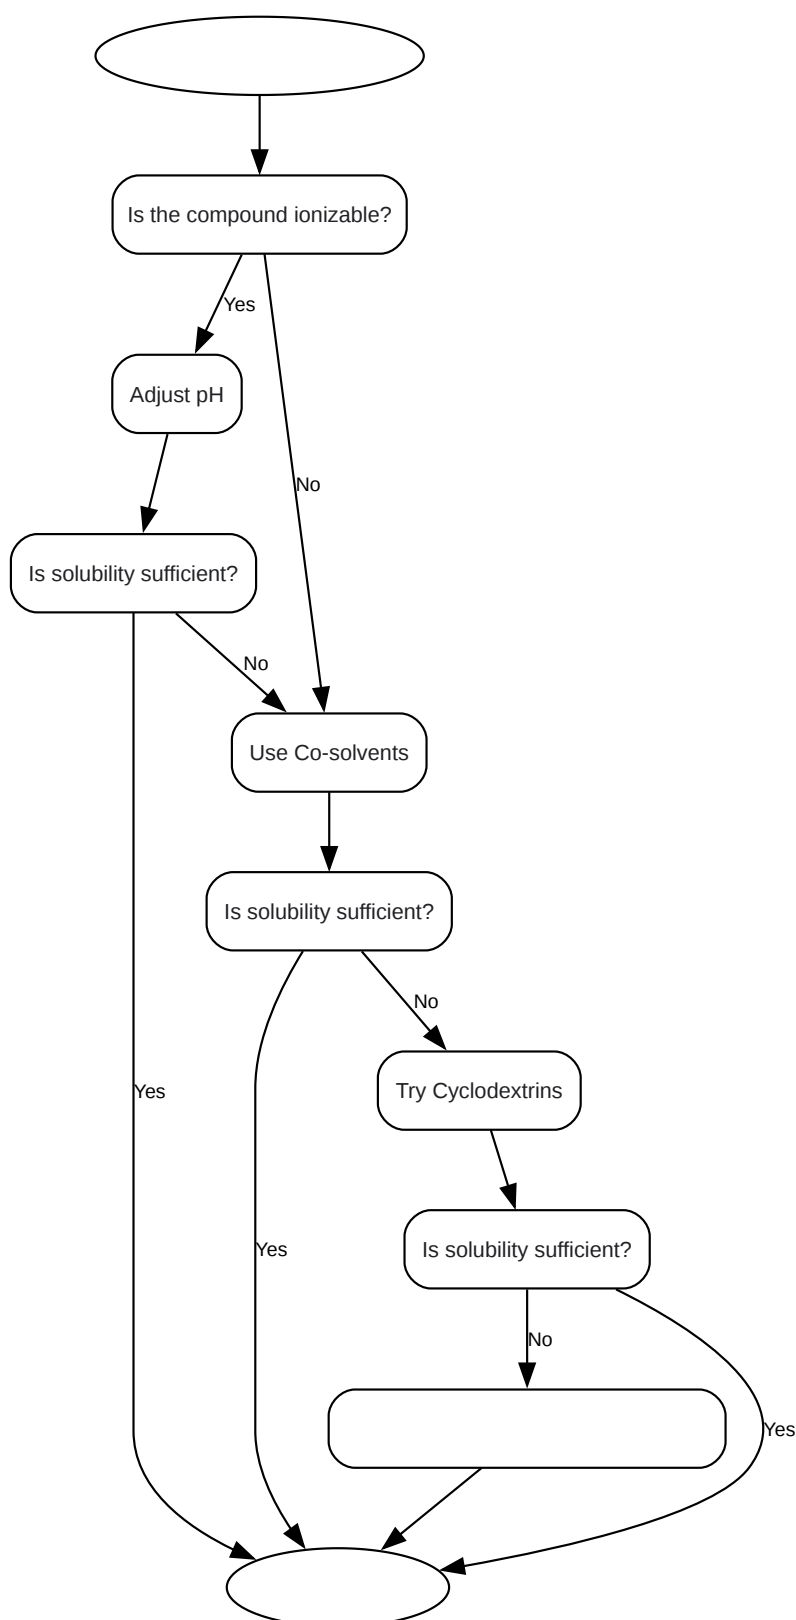 Is the compound ionizable?
Yes
Adjust pH
No
Is solubility sufficient?
No
Use Co-solvents
Is solubility sufficient?
No
Try Cyclodextrins
Yes
Yes
Is solubility sufficient?
No
Yes